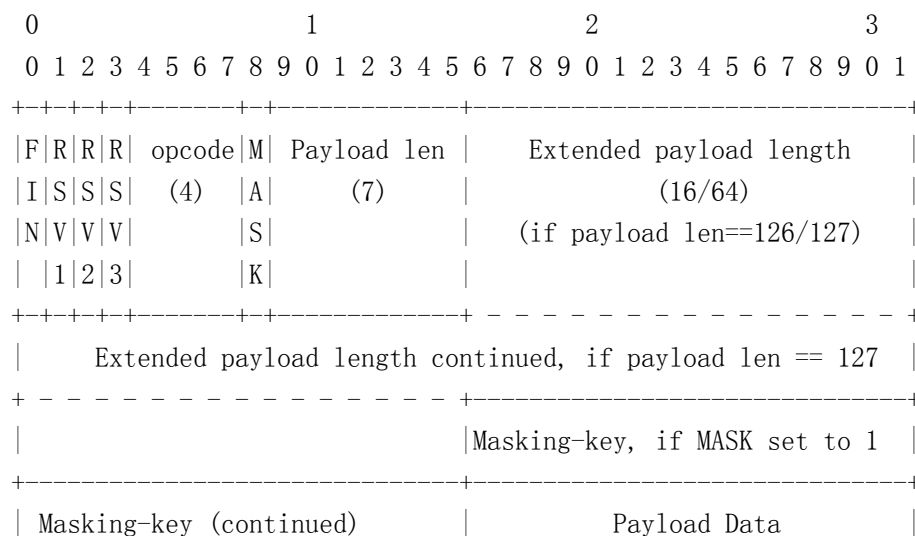 0                   1                   2                   3
0 1 2 3 4 5 6 7 8 9 0 1 2 3 4 5 6 7 8 9 0 1 2 3 4 5 6 7 8 9 0 1
+-+-+-+-+-------+-+-------------+-------------------------------+
|F|R|R|R| opcode|M| Payload len |    Extended payload length    |
|I|S|S|S|  (4)  |A|     (7)     |             (16/64)           |
|N|V|V|V|       |S|             |   (if payload len==126/127)   |
| |1|2|3|       |K|             |                               |
+-+-+-+-+-------+-+-------------+ - - - - - - - - - - - - - - - +
|     Extended payload length continued, if payload len == 127  |
+ - - - - - - - - - - - - - - - +-------------------------------+
|                               |Masking-key, if MASK set to 1  |
+-------------------------------+-------------------------------+
| Masking-key (continued)       |          Payload Data         |